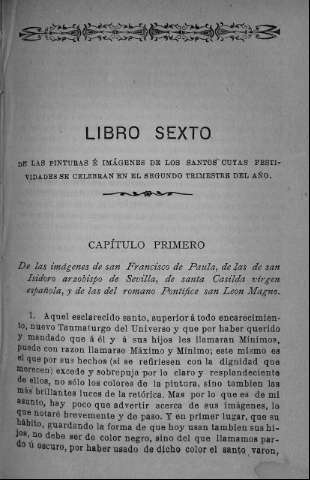 LIBRO SEXTO
DE LAS PINTURAS É IMÁGENES DE LOS SANTOS CUYAS FESTI-
VIDADES SE CELEBRAN EN EL SEGUNDO TRIMESTRE DEL AÑO.
CAPÍTULO PRIMERO
De las imágenes de san Francisco de Paula, de las de san
Isidoro arzobispo de Sevilla, de santa Casilda virgen
española, y de las del romano Pontífice san Leon Magno.
1. Aquel esclarecido santo, superior á todo encarecimien-
to, nuevo Taumaturgo del Universo y que por haber querido
y mandado que á él y á sus hijos les llamaran Mínimos,
puede con razon llamarse Máximo y Mínimo; este mismo es
el que por sus hechos (si se refiriesen con la dignidad que
merecen) excede y sobrepuja por lo claro y resplandeciente
de ellos, no sólo los colores de la pintura, sino tambien las
más brillantes luces de la retórica. Mas por lo que es de mi
asunto, hay poco que advertir acerca de sus imágenes, lo
que notaré brevemente y de paso. Y en primer lugar, que su
hábito, guardando la forma de que hoy usan tambien sus hi-
jos, no debe ser de color negro, sino del que llamamos par-
do ú oscuro, por haber usado de dicho color el santo varon,